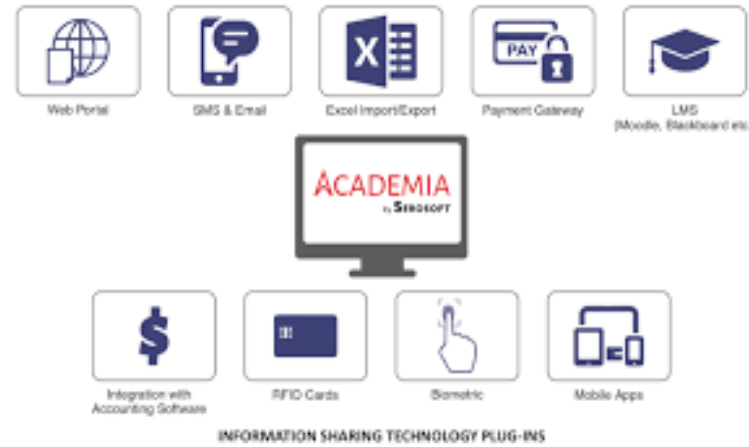 Web Portal
SMS & Email
Excel Import/Export
PAY
Payment Gateway
LMS
(Moodle, Blackboard etc
X
ACADEMIA
by SEROSOFT
$
Integration with
Accounting Software
RFID Cards
Biometric
Mobile Apps
INFORMATION SHARING TECHNOLOGY PLUG-INS